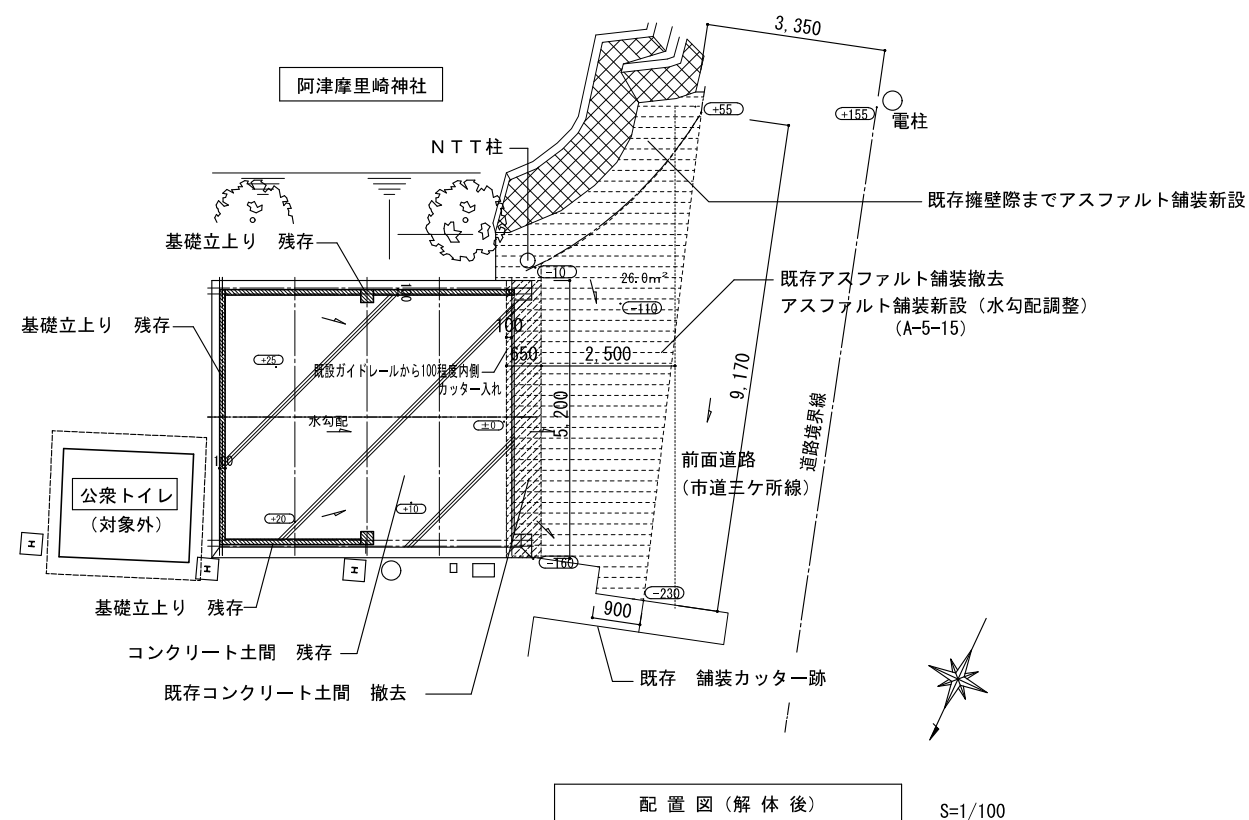 3,350
阿津摩里崎神社
+55
+155
電柱
NTT柱
既存擁壁際までアスファルト舗装新設
基礎立上り 残存
-10
26.0m²
既存アスファルト舗装撤去
アスファルト舗装新設(水勾配調整)
(A-5-15)
100
-110
基礎立上り 残存
100
650
2,500
+25
既設ガイドレールから100程度内側
カッター入れ
9,170
5,200
水勾配
±0
道路境界線
100
前面道路
(市道三ケ所線)
公衆トイレ
(対象外)
+20
+10
H
H
H
-160
-230
基礎立上り 残存
900
コンクリート土間 残存
既存コンクリート土間 撤去
既存 舗装カッター跡
配置図(解体後)
S=1/100